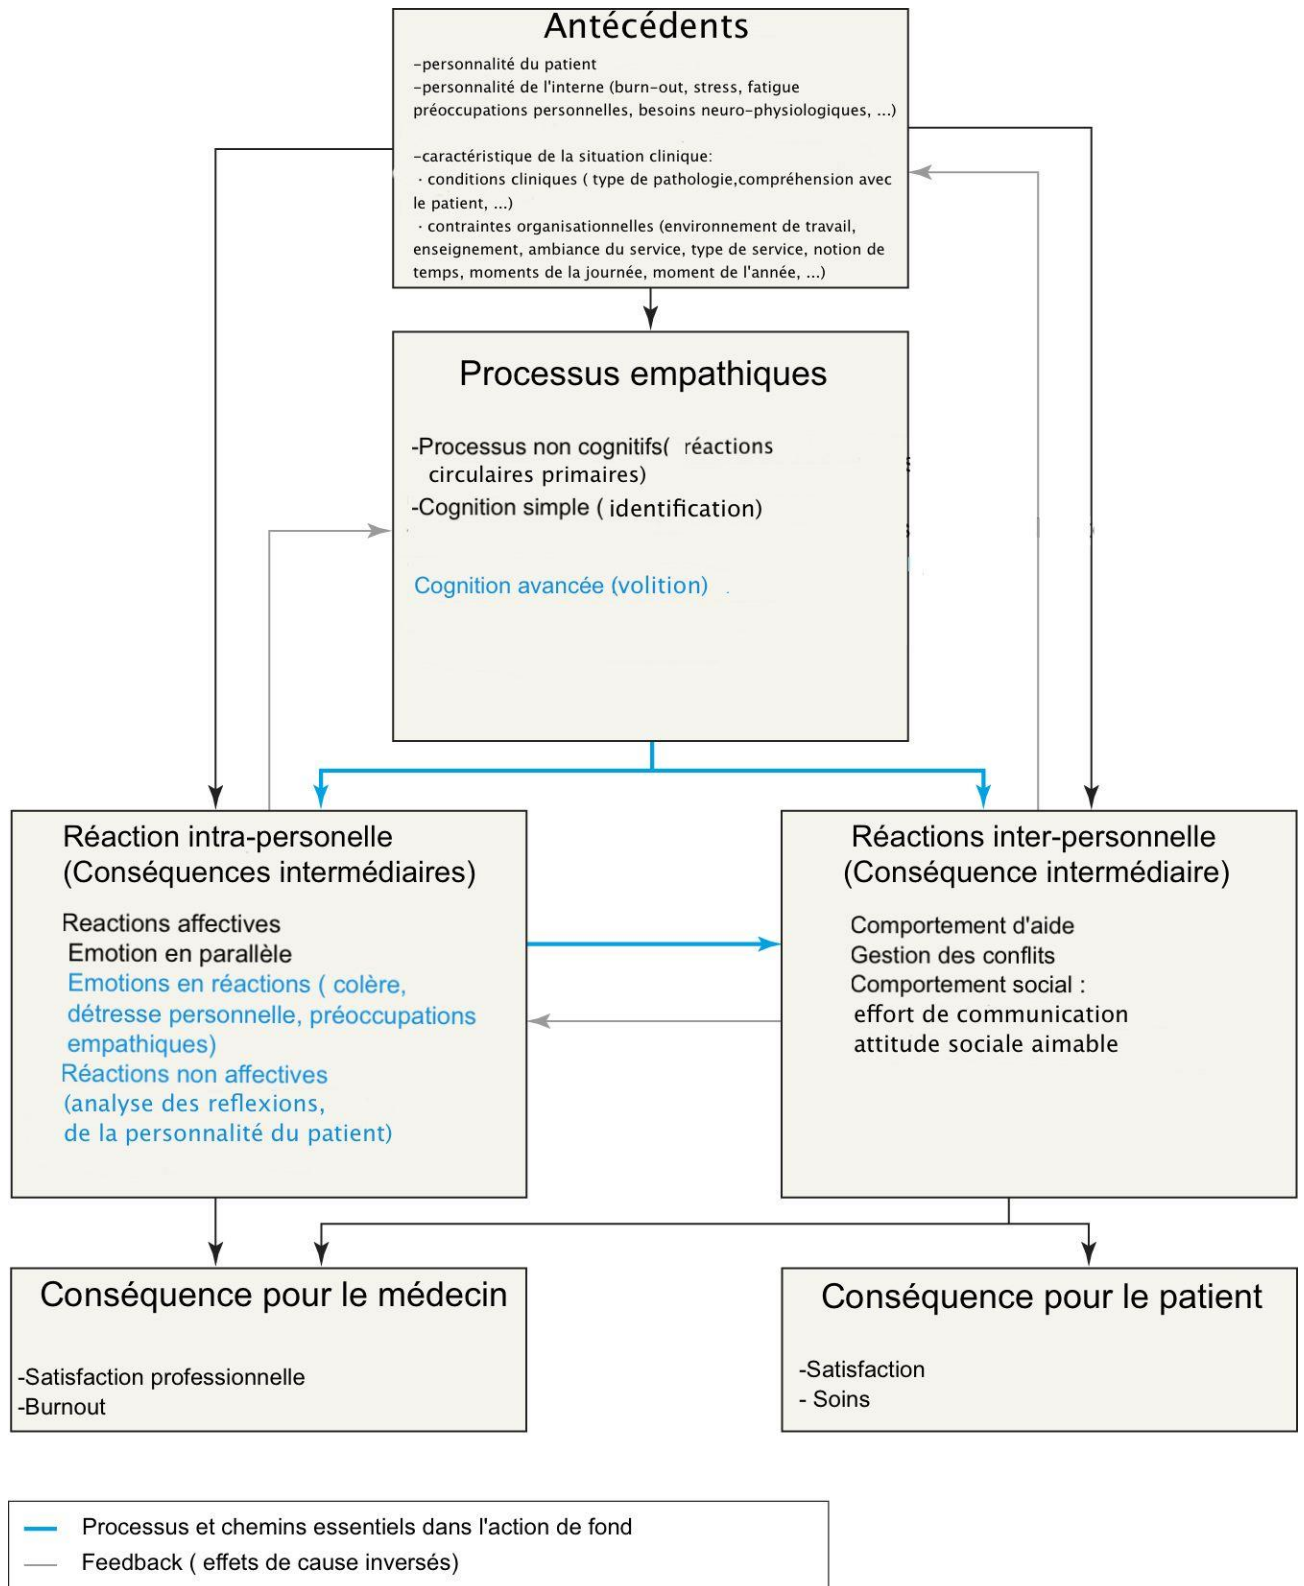 Antécédents
-personnalité du patient
-personnalité de l'interne (burn-out, stress, fatigue
préoccupations personnelles, besoins neuro-physiologiques, ...)
-caractéristique de la situation clinique:
· conditions cliniques ( type de pathologie,compréhension avec
le patient, ...)
· contraintes organisationnelles (environnement de travail,
enseignement, ambiance du service, type de service, notion de
temps, moments de la journée, moment de l'année, ...)
Processus empathiques
-Processus non cognitifs( réactions
circulaires primaires)
-Cognition simple ( identification)
Cognition avancée (volition)
Réaction intra-personelle
(Conséquences intermédiaires)
Reactions affectives
Emotion en parallèle
Emotions en réactions ( colère,
détresse personnelle, préoccupations
empathiques)
Réactions non affectives
(analyse des reflexions,
de la personnalité du patient)
Réactions inter-personnelle
(Conséquence intermédiaire)
Comportement d'aide
Gestion des conflits
Comportement social :
effort de communication
attitude sociale aimable
Conséquence pour le médecin
-Satisfaction professionnelle
-Burnout
Conséquence pour le patient
-Satisfaction
- Soins
Processus et chemins essentiels dans l'action de fond
Feedback ( effets de cause inversés)